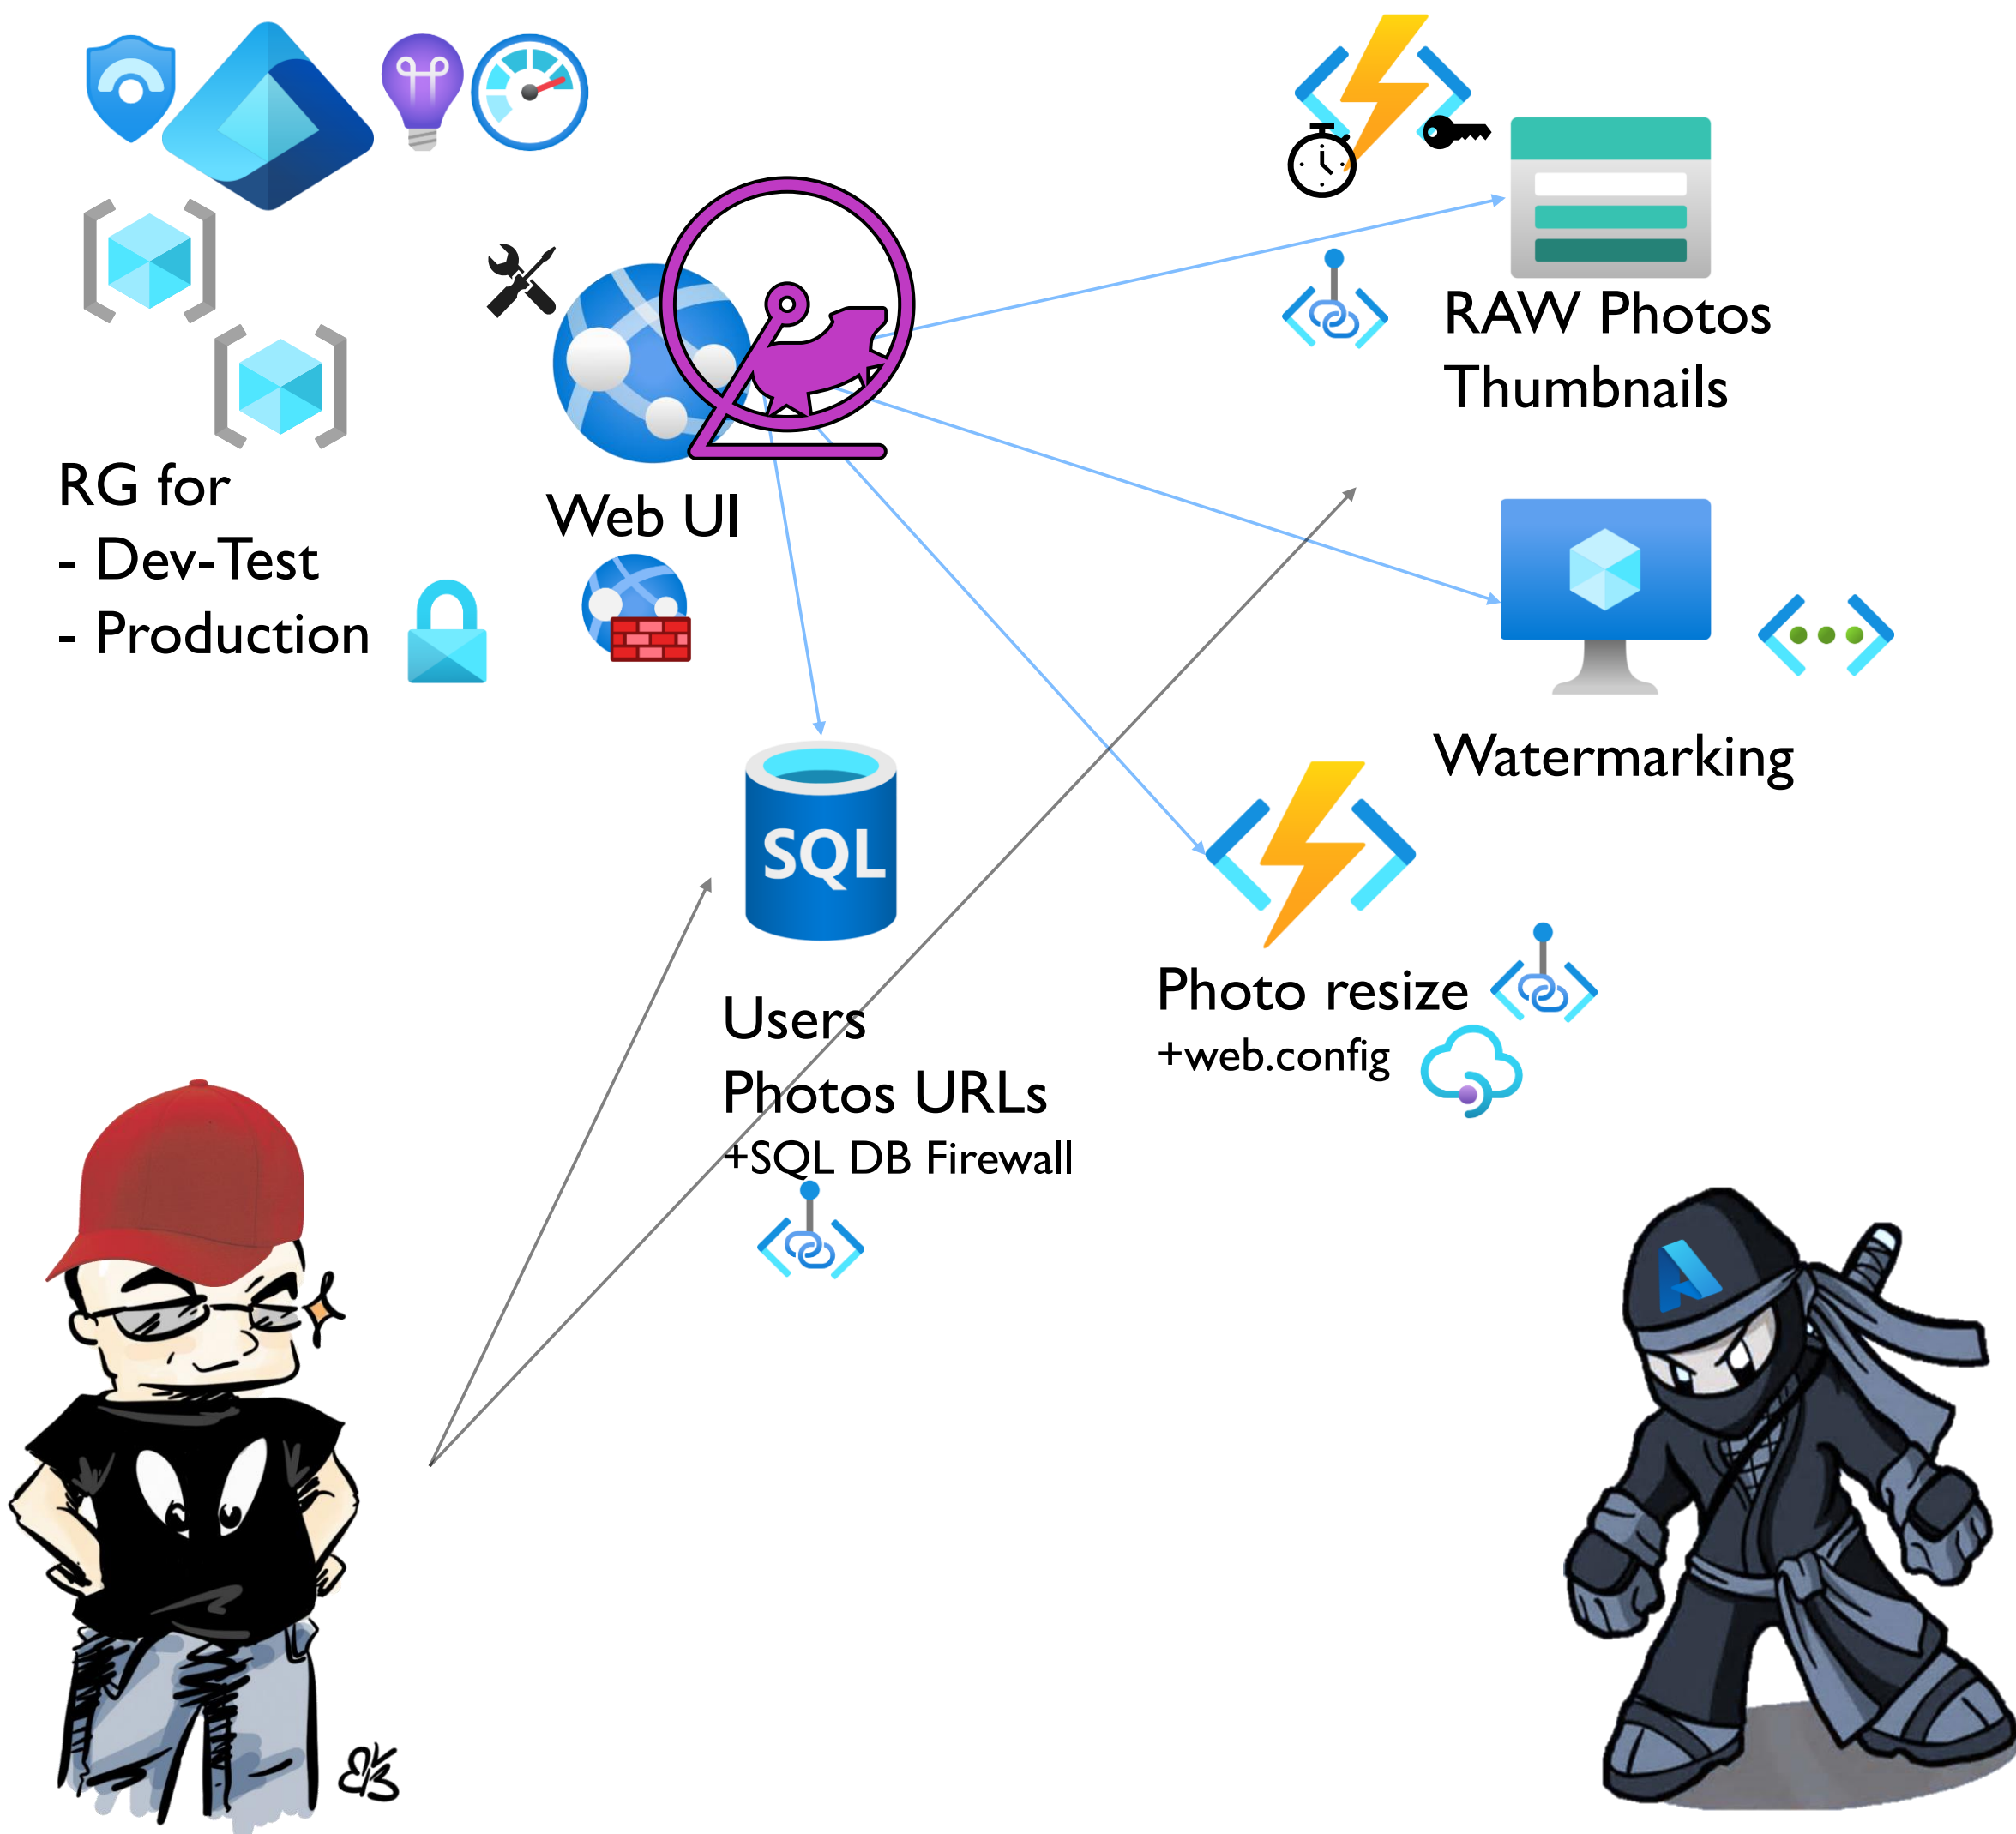 RG for
- Dev-Test
- Production
Web UI
RAW Photos
Thumbnails
Watermarking
SQL
Users
Photos URLs
+SQL DB Firewall
Photo resize
+web.config